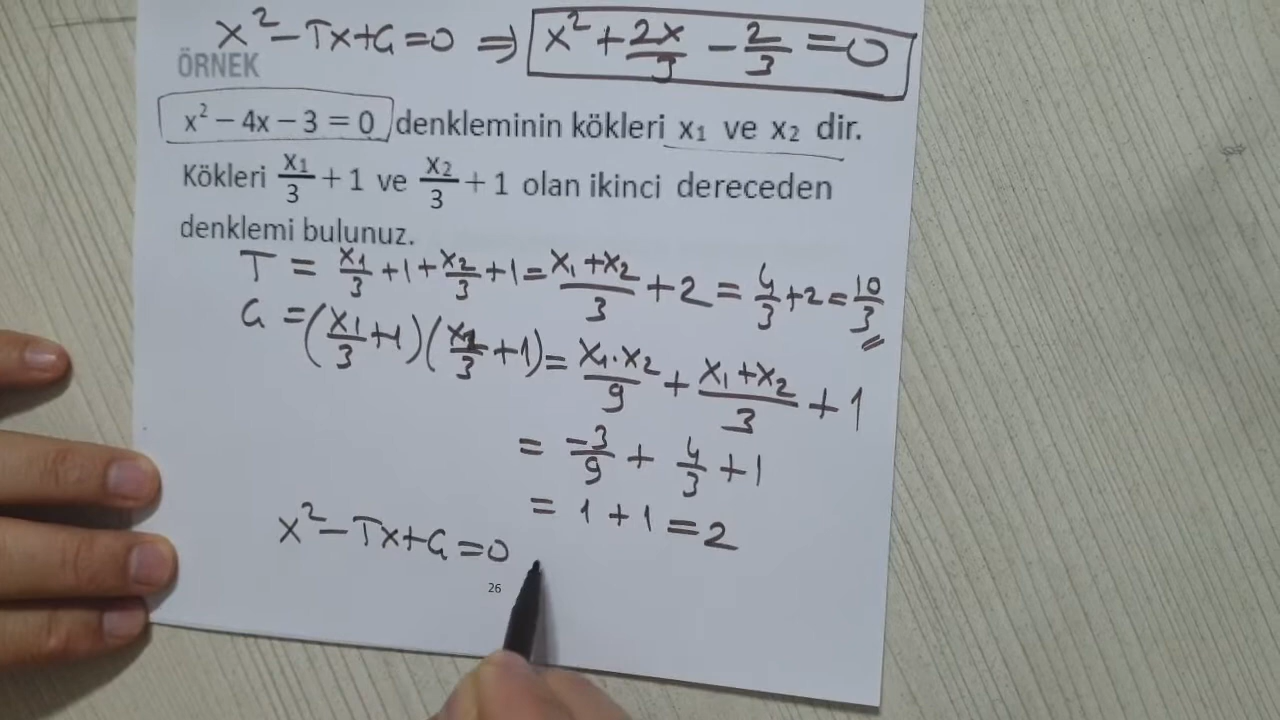 x² - Tx + Ç = 0 ⇒ x² + 2x/3 - 2/3 = 0
ÖRNEK
x² - 4x - 3 = 0 denkleminin kökleri x₁ ve x₂ dir.
Kökleri x₁/3 + 1 ve x₂/3 + 1 olan ikinci dereceden
denklemi bulunuz.
T = x₁/3 + 1 + x₂/3 + 1 = (x₁ + x₂)/3 + 2 = 4/3 + 2 = 10/3
Ç = (x₁/3 + 1)(x₂/3 + 1) = x₁.x₂/9 + (x₁ + x₂)/3 + 1
= -3/9 + 4/3 + 1
= 1 + 1 = 2
x² - Tx + Ç = 0
26